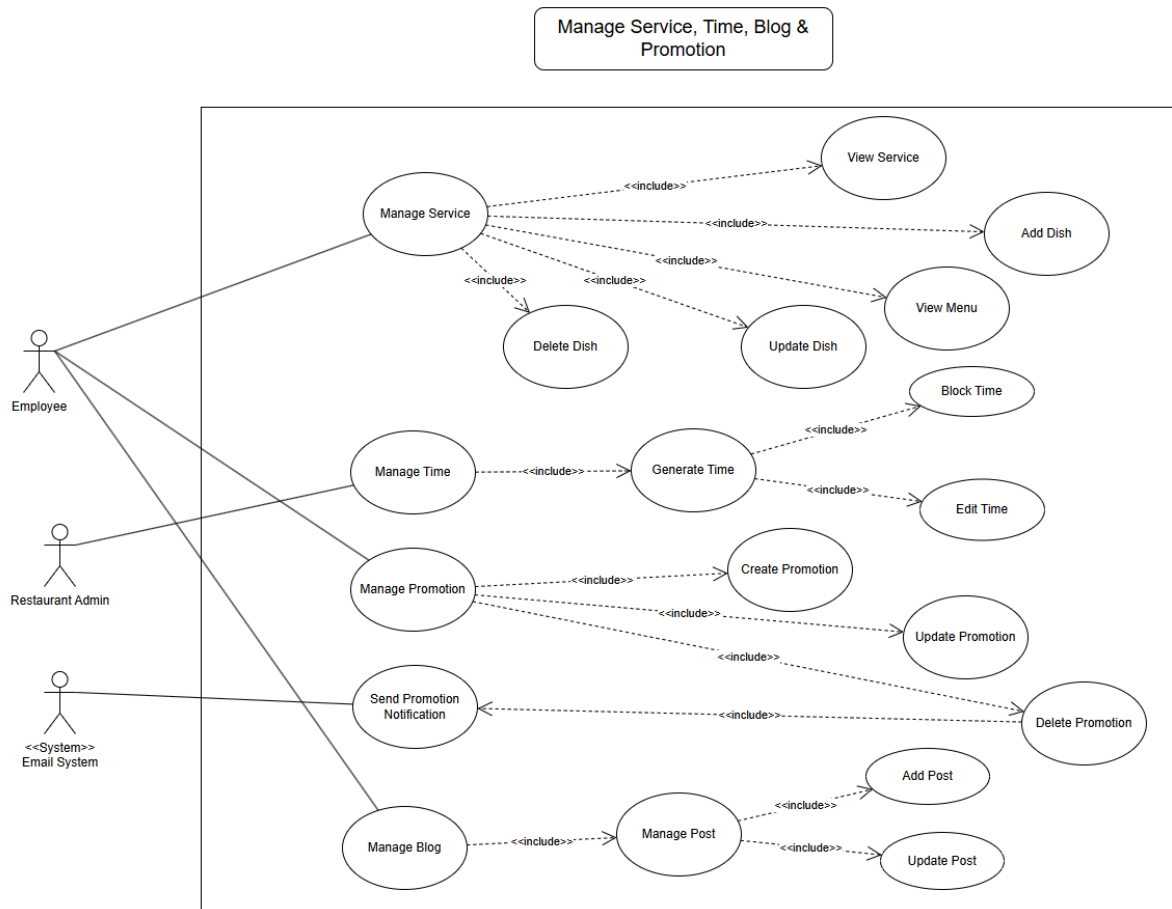 Manage Service, Time, Blog &
Promotion
View Service
<<include>>
Manage Service
<<include>>
Add Dish
<<include>>
<<include>>
<<include>>
View Menu
Delete Dish
Update Dish
Employee
Block Time
<<include>>
Manage Time
<<include>>
Generate Time
<<include>>
Edit Time
Restaurant Admin
Create Promotion
<<include>>
Manage Promotion
<<include>>
Update Promotion
<<include>>
Send Promotion
Notification
<<include>>
Delete Promotion
<<System>>
Email System
Add Post
<<include>>
Manage Blog
<<include>>
Manage Post
<<include>>
Update Post